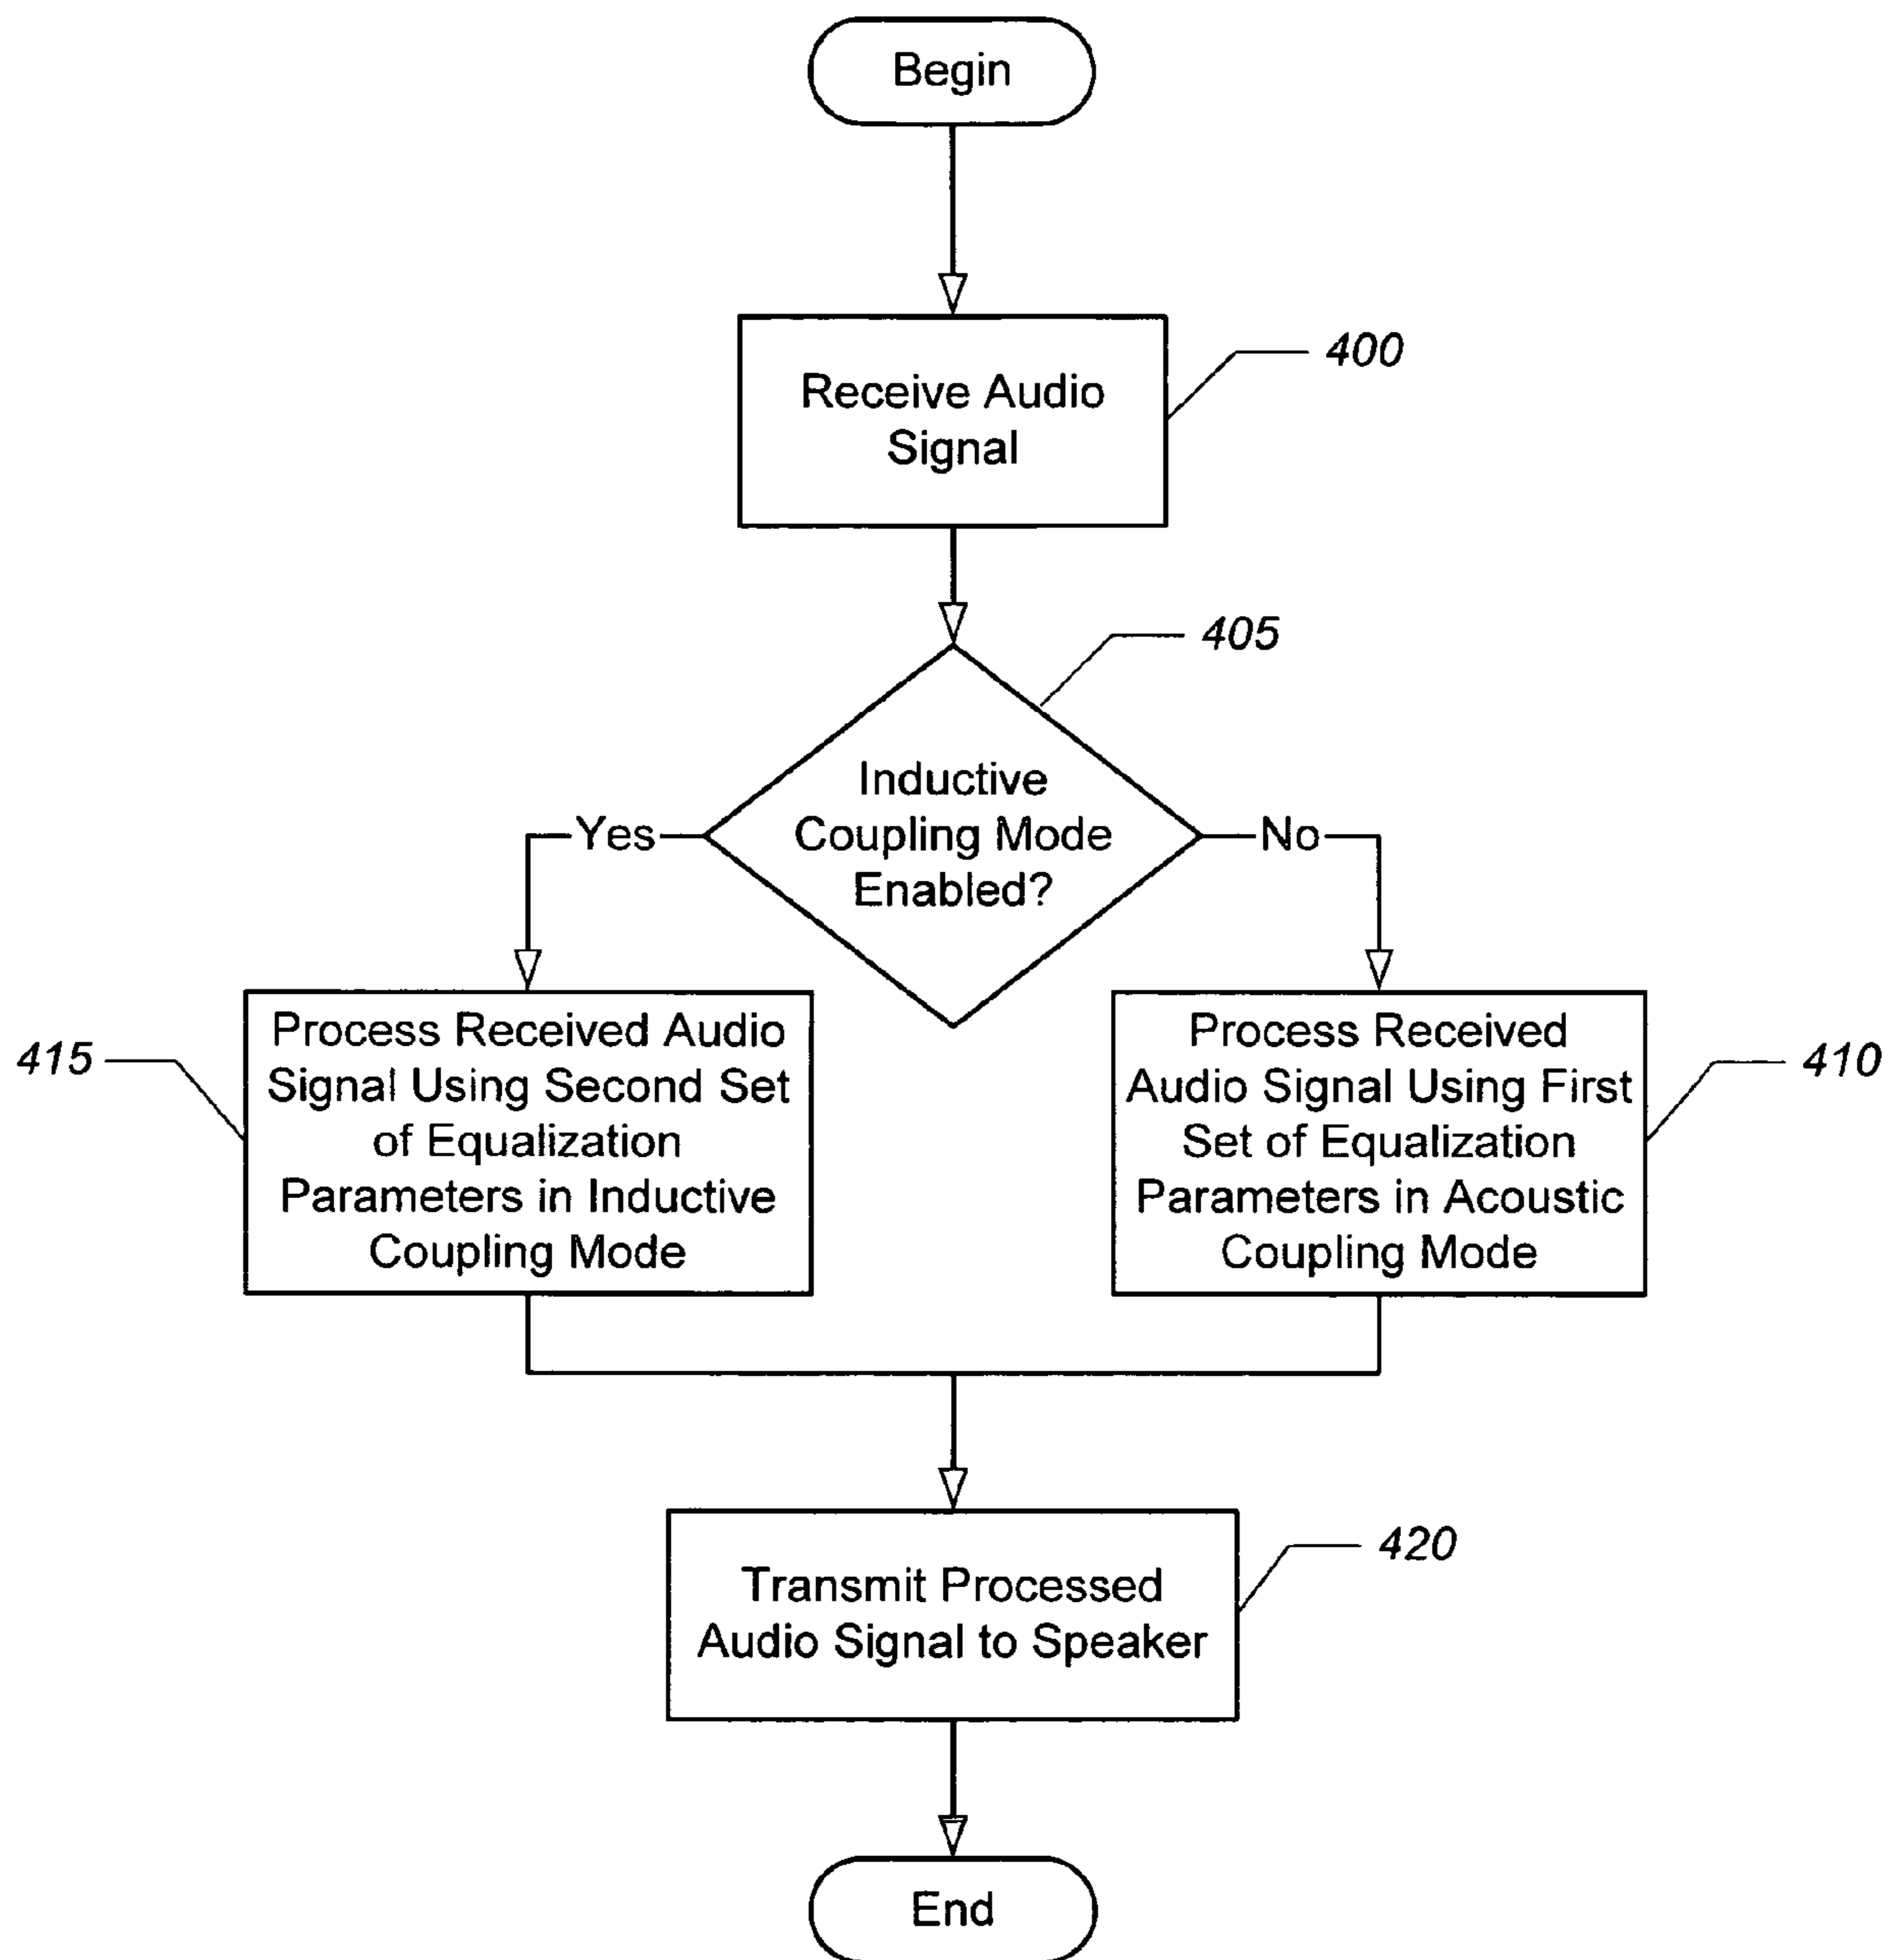 Begin
Receive Audio
Signal
400
Inductive
Coupling Mode
Enabled?
405
Yes
No
Process Received Audio
Signal Using Second Set
of Equalization
Parameters in Inductive
Coupling Mode
415
Process Received
Audio Signal Using First
Set of Equalization
Parameters in Acoustic
Coupling Mode
410
Transmit Processed
Audio Signal to Speaker
420
End